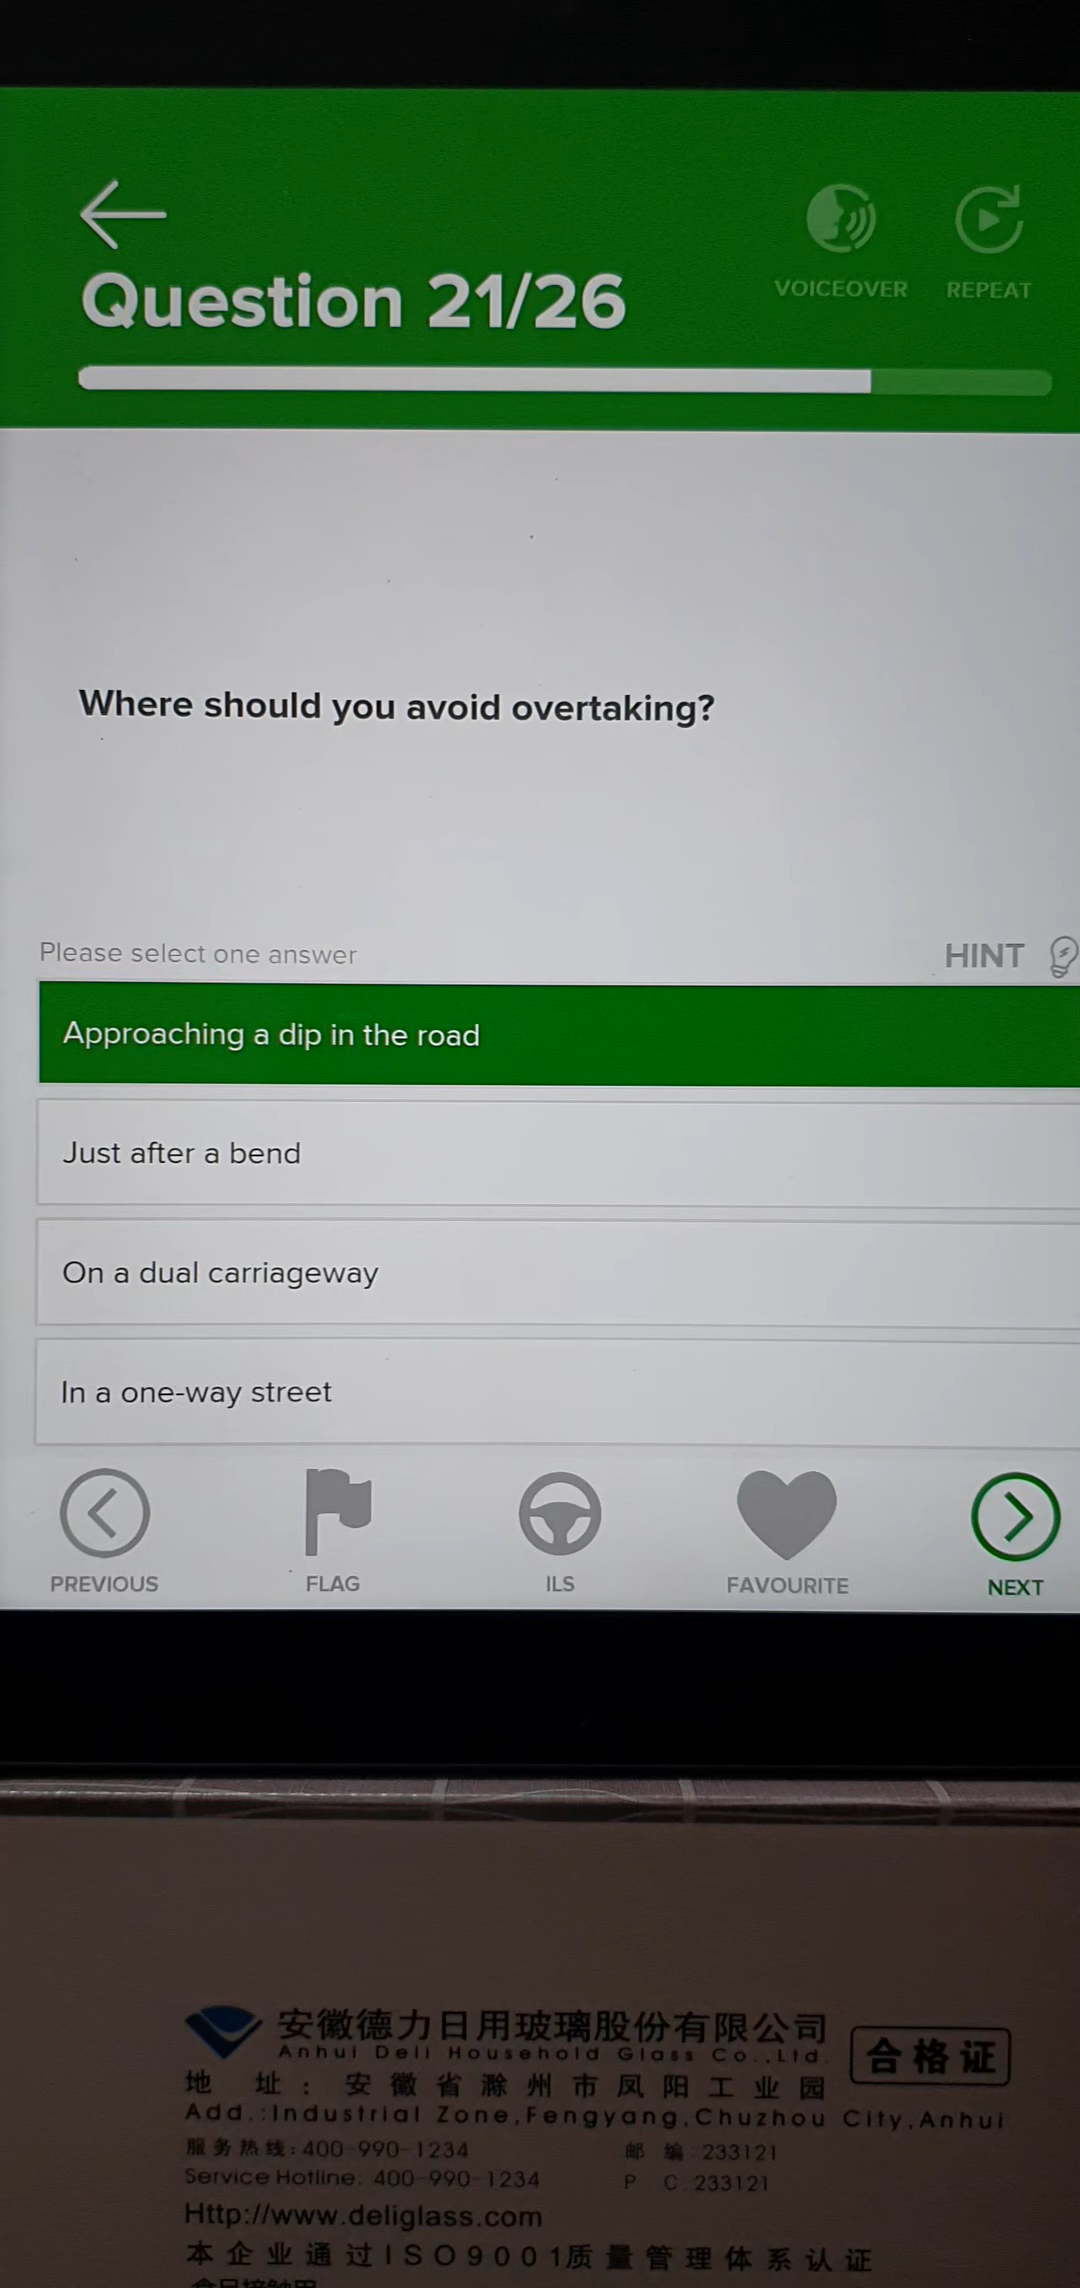 VOICEOVER
REPEAT
Question 21/26
Where should you avoid overtaking?
Please select one answer
HINT
Approaching a dip in the road
Just after a bend
On a dual carriageway
In a one-way street
PREVIOUS
FLAG
ILS
FAVOURITE
NEXT
安徽德力日用玻璃股份有限公司
Anhui Deli Household Glass Co.,Ltd.
合格证
地 址：安徽省滁州市凤阳工业园
Add.:Industrial Zone,Fengyang,Chuzhou City,Anhui
服务热线:400-990-1234 邮 编:233121
Service Hotline: 400-990-1234 P C:233121
Http://www.deliglass.com
本企业通过ISO9001质量管理体系认证